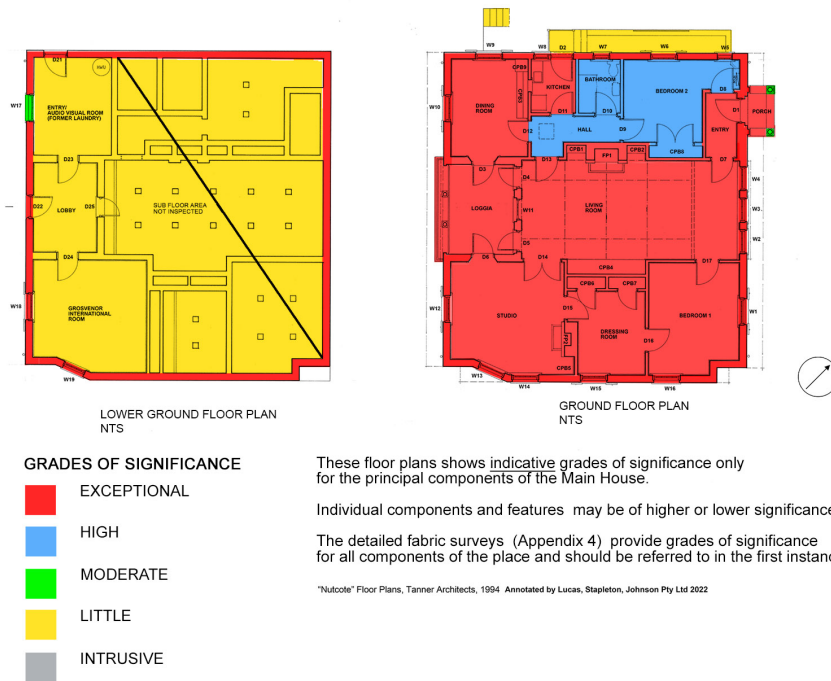 D21
W17
ENTRY/
AUDIO VISUAL ROOM
(FORMER LAUNDRY)
D23
D22
LOBBY
D25
SUB FLOOR AREA
NOT INSPECTED
D24
W18
GROSVENOR
INTERNATIONAL
ROOM
W19
LOWER GROUND FLOOR PLAN
NTS
W9
W8
D2
W7
W6
W5
CPB9
KITCHEN
BATHROOM
BEDROOM 2
D8
W10
DINING
ROOM
CPB3
D11
D10
D1
PORCH
D12
HALL
D9
ENTRY
CPB1
FP1
CPB2
CPB8
D13
D7
D3
D4
W4
LOGGIA
W11
LIVING
ROOM
W3
D5
W2
D6
D14
D17
CPB4
CPB6
CPB7
W12
STUDIO
D15
DRESSING
ROOM
BEDROOM 1
W1
FP2
D16
CPB5
W13
W14
W15
W16
GROUND FLOOR PLAN
NTS
GRADES OF SIGNIFICANCE
EXCEPTIONAL
HIGH
MODERATE
LITTLE
INTRUSIVE
These floor plans shows indicative grades of significance only
for the principal components of the Main House.
Individual components and features may be of higher or lower significance
The detailed fabric surveys (Appendix 4) provide grades of significance
for all components of the place and should be referred to in the first instan
"Nutcote" Floor Plans, Tanner Architects, 1994 Annotated by Lucas, Stapleton, Johnson Pty Ltd 2022